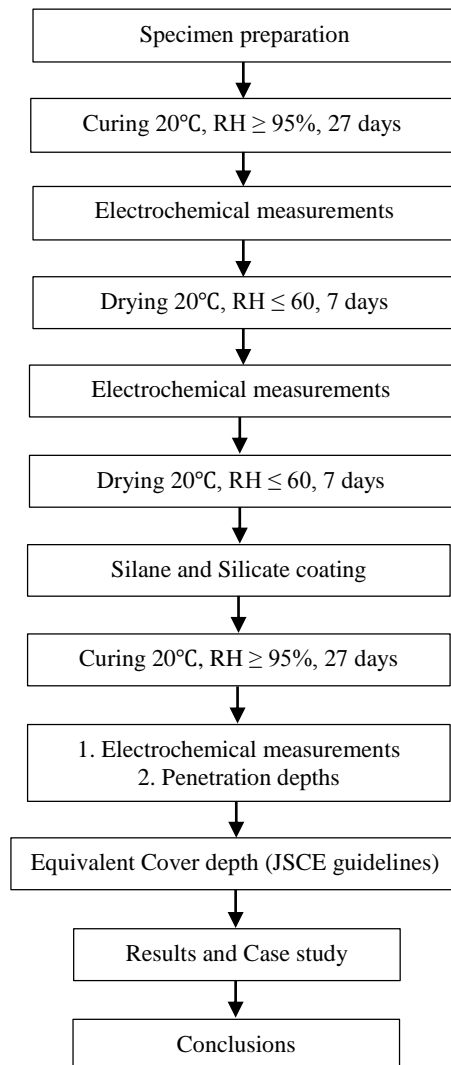 Specimen preparation
Curing 20℃, RH ≥ 95%, 27 days
Electrochemical measurements
Drying 20℃, RH ≤ 60, 7 days
Electrochemical measurements
Drying 20℃, RH ≤ 60, 7 days
Silane and Silicate coating
Curing 20℃, RH ≥ 95%, 27 days
1. Electrochemical measurements
2. Penetration depths
Equivalent Cover depth (JSCE guidelines)
Results and Case study
Conclusions